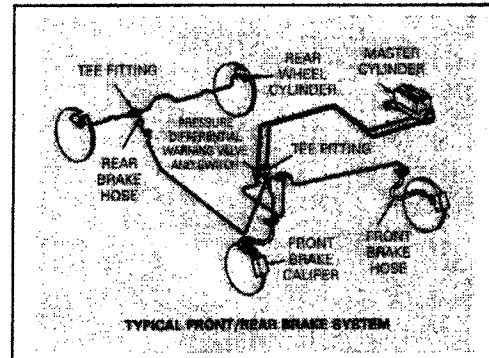 TEE FITTING
REAR
WHEEL
CYLINDER
MASTER
CYLINDER
PRESSURE
DIFFERENTIAL
WARNING VALVE
AND SWITCH
TEE FITTING
REAR
BRAKE
HOSE
FRONT
BRAKE
CALIPER
FRONT
BRAKE
HOSE
TYPICAL FRONT/REAR BRAKE SYSTEM